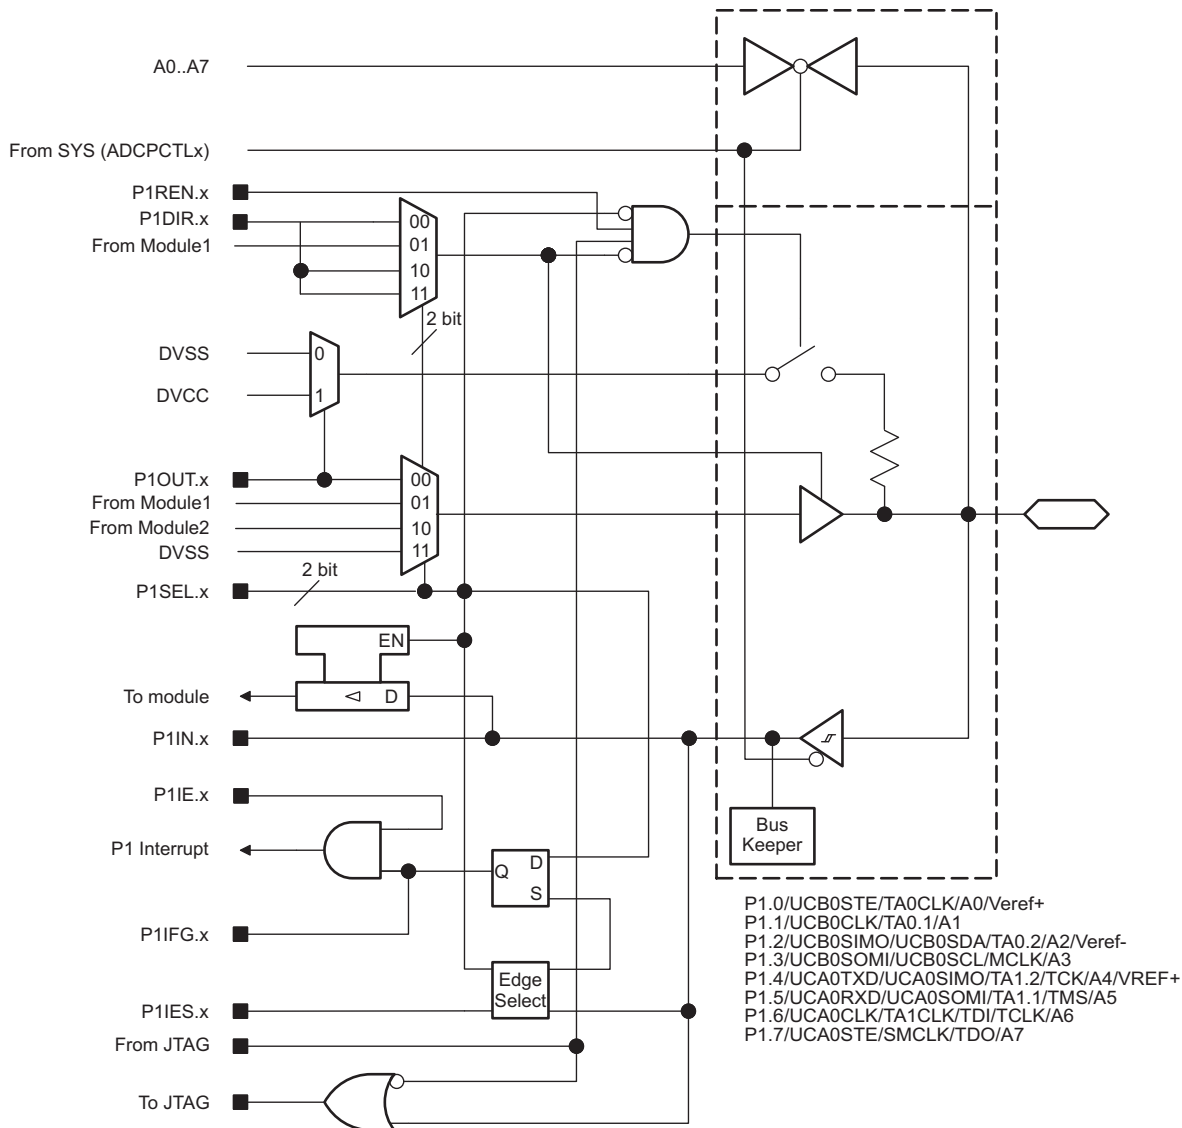 A0..A7
From SYS (ADCPCTLx)
P1REN.x
P1DIR.x
From Module1
00
01
10
11
2 bit
DVSS
0
DVCC
1
P1OUT.x
From Module1
From Module2
DVSS
00
01
10
11
P1SEL.x
2 bit
EN
To module
D
P1IN.x
P1IE.x
P1 Interrupt
Q
D
S
Bus
Keeper
P1IFG.x
Edge
Select
P1IES.x
From JTAG
To JTAG
P1.0/UCB0STE/TA0CLK/A0/Veref+
P1.1/UCB0CLK/TA0.1/A1
P1.2/UCB0SIMO/UCB0SDA/TA0.2/A2/Veref-
P1.3/UCB0SOMI/UCB0SCL/MCLK/A3
P1.4/UCA0TXD/UCA0SIMO/TA1.2/TCK/A4/VREF+
P1.5/UCA0RXD/UCA0SOMI/TA1.1/TMS/A5
P1.6/UCA0CLK/TA1CLK/TDI/TCLK/A6
P1.7/UCA0STE/SMCLK/TDO/A7